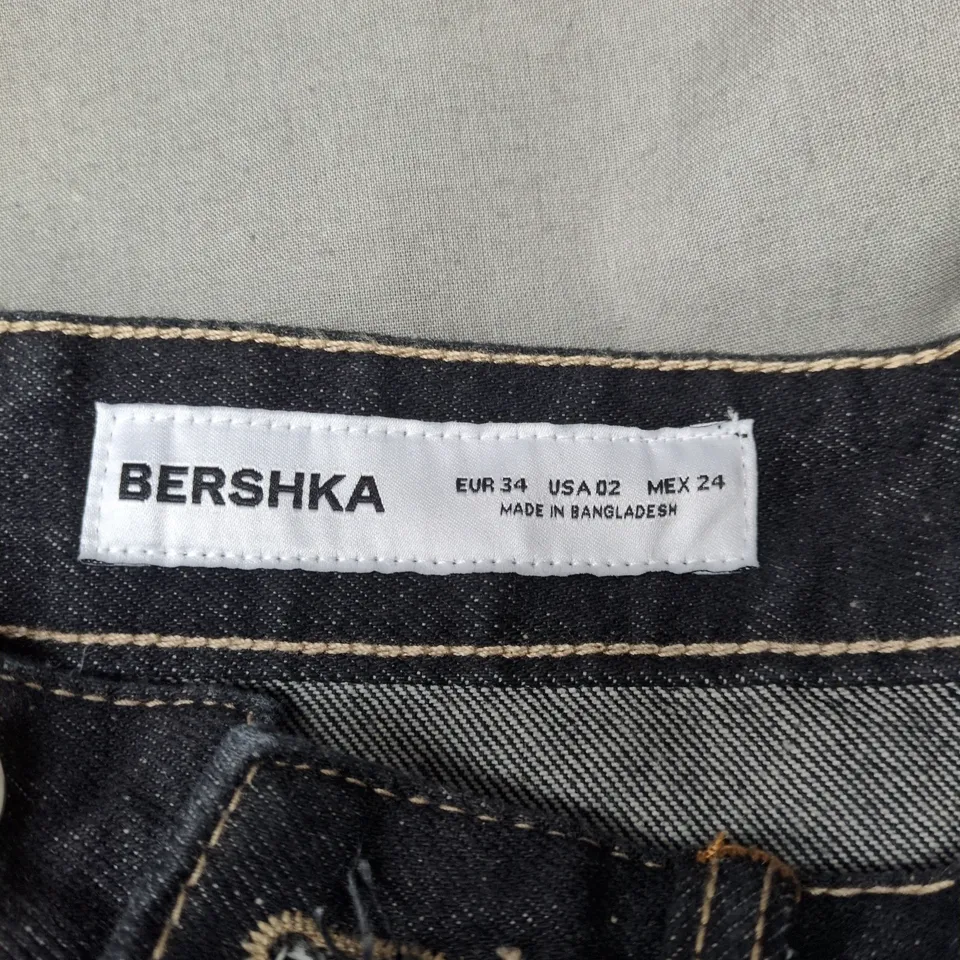 BERSHKA
EUR 34 USA 02 MEX 24
MADE IN BANGLADESH